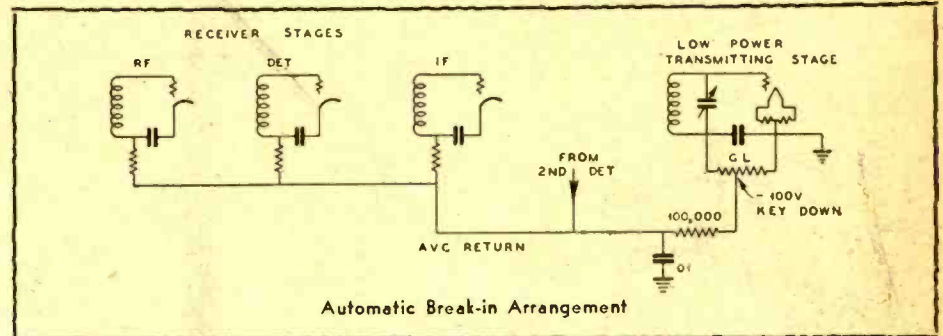 RECEIVER STAGES
RF
DET
IF
LOW POWER
TRANSMITTING STAGE
FROM
2ND DET
GL
-100V
KEY DOWN
100,000
AVC RETURN
.01
Automatic Break-in Arrangement